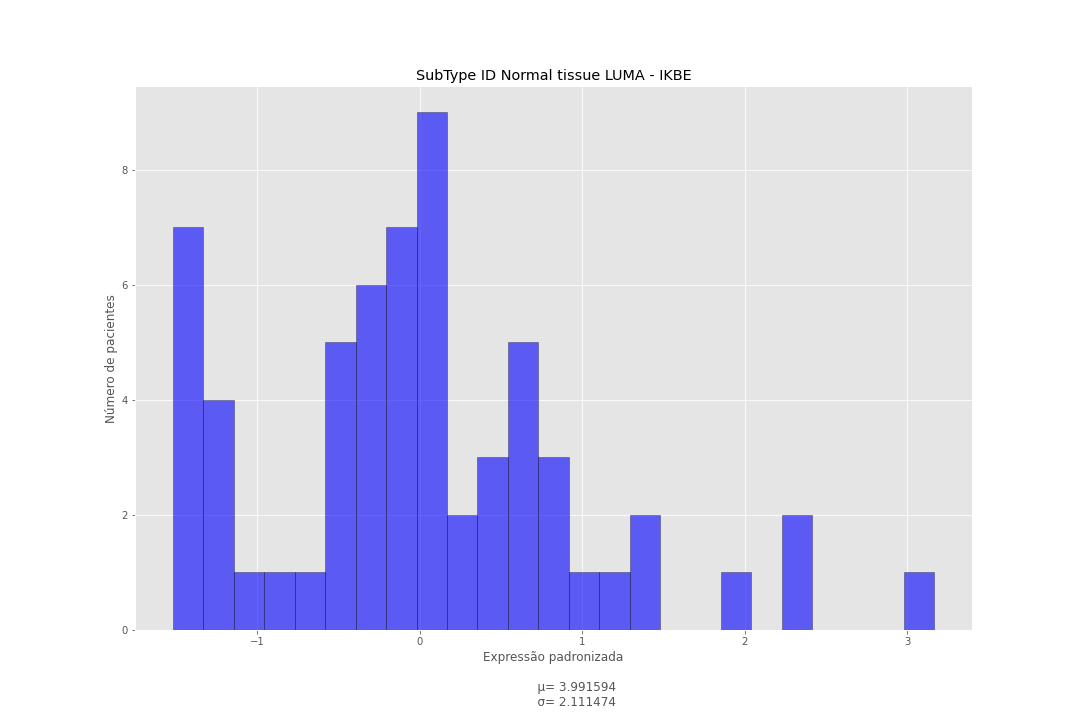 SubType ID Normal tissue LUMA - IKBE
Número de pacientes
8
6
4
2
0
−1
0
1
2
3
Expressão padronizada
μ= 3.991594
σ= 2.111474